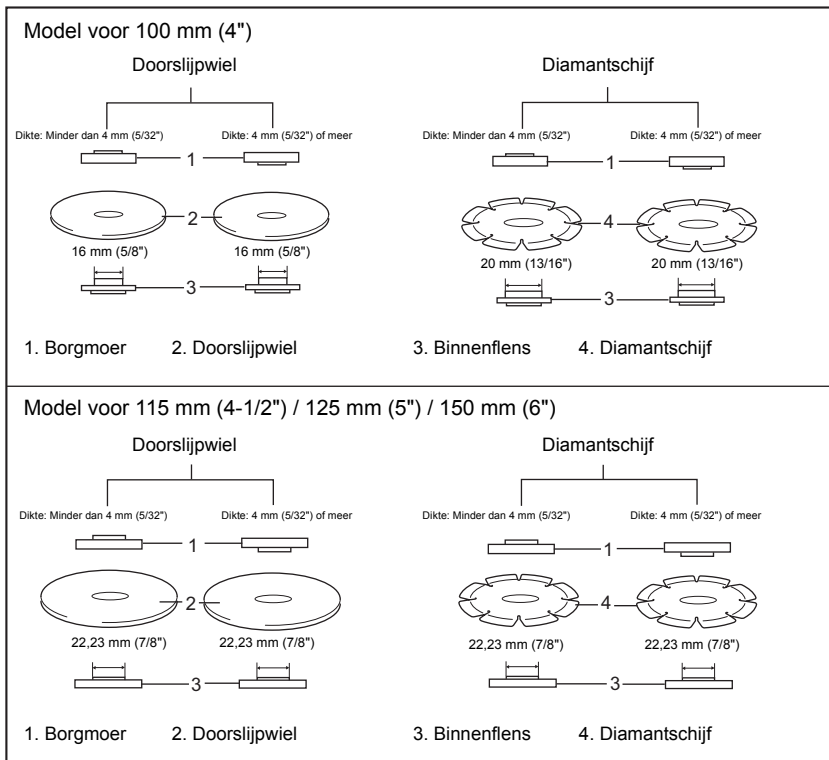 Model voor 100 mm (4")
Doorslijpwiel Diamantschijf
Dikte: Minder dan 4 mm (5/32") Dikte: 4 mm (5/32") of meer Dikte: Minder dan 4 mm (5/32") Dikte: 4 mm (5/32") of meer
1 1
2 4
16 mm (5/8") 16 mm (5/8") 20 mm (13/16") 20 mm (13/16")
3 3
1. Borgmoer 2. Doorslijpwiel 3. Binnenflens 4. Diamantschijf
Model voor 115 mm (4-1/2") / 125 mm (5") / 150 mm (6")
Doorslijpwiel Diamantschijf
Dikte: Minder dan 4 mm (5/32") Dikte: 4 mm (5/32") of meer Dikte: Minder dan 4 mm (5/32") Dikte: 4 mm (5/32") of meer
1 1
2 4
22,23 mm (7/8") 22,23 mm (7/8") 22,23 mm (7/8") 22,23 mm (7/8")
3 3
1. Borgmoer 2. Doorslijpwiel 3. Binnenflens 4. Diamantschijf